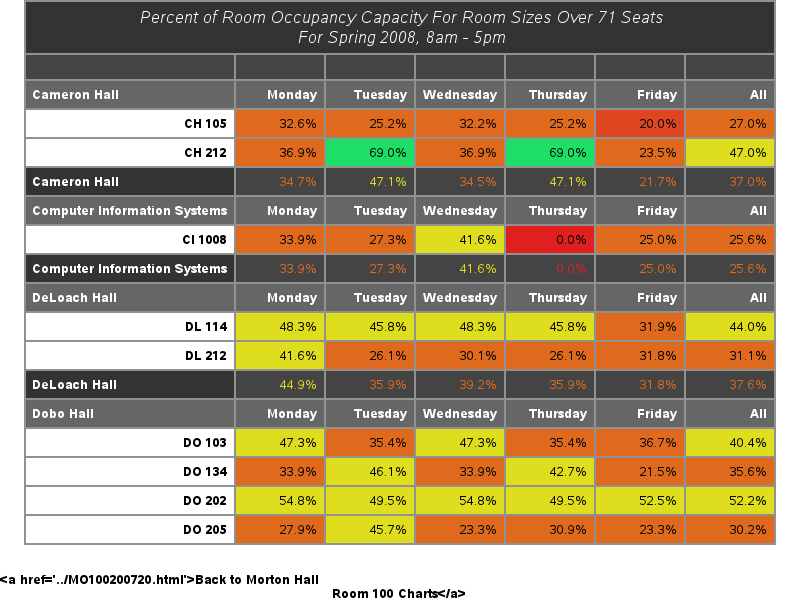 Percent of Room Occupancy Capacity For Room Sizes Over 71 Seats
For Spring 2008, 8am - 5pm
Cameron Hall Monday Tuesday Wednesday Thursday Friday All
CH 105 32.6% 25.2% 32.2% 25.2% 20.0% 27.0%
CH 212 36.9% 69.0% 36.9% 69.0% 23.5% 47.0%
Cameron Hall 34.7% 47.1% 34.5% 47.1% 21.7% 37.0%
Computer Information Systems Monday Tuesday Wednesday Thursday Friday All
CI 1008 33.9% 27.3% 41.6% 0.0% 25.0% 25.6%
Computer Information Systems 33.9% 27.3% 41.6% 0.0% 25.0% 25.6%
DeLoach Hall Monday Tuesday Wednesday Thursday Friday All
DL 114 48.3% 45.8% 48.3% 45.8% 31.9% 44.0%
DL 212 41.6% 26.1% 30.1% 26.1% 31.8% 31.1%
DeLoach Hall 44.9% 35.9% 39.2% 35.9% 31.8% 37.6%
Dobo Hall Monday Tuesday Wednesday Thursday Friday All
DO 103 47.3% 35.4% 47.3% 35.4% 36.7% 40.4%
DO 134 33.9% 46.1% 33.9% 42.7% 21.5% 35.6%
DO 202 54.8% 49.5% 54.8% 49.5% 52.5% 52.2%
DO 205 27.9% 45.7% 23.3% 30.9% 23.3% 30.2%
<a href='../MO100200720.html'>Back to Morton Hall
Room 100 Charts</a>